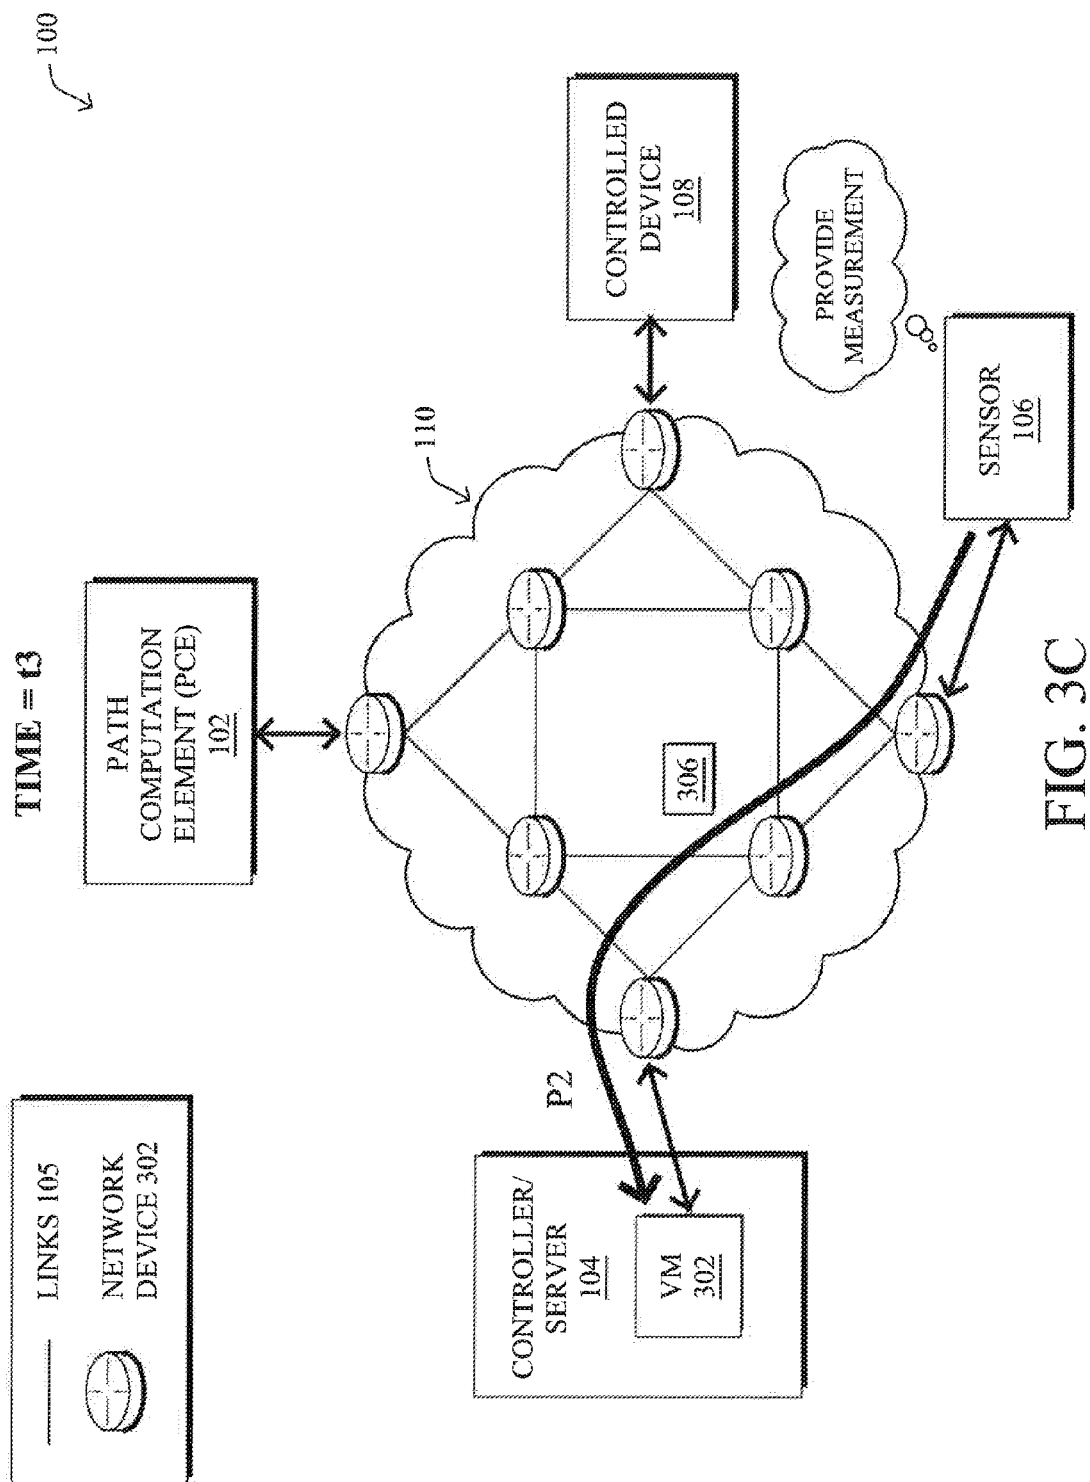 TIME = t3
100
LINKS 105
NETWORK
DEVICE 302
PATH
COMPUTATION
ELEMENT (PCE)
102
110
CONTROLLER/
SERVER
104
VM
302
P2
306
CONTROLLED
DEVICE
108
PROVIDE
MEASUREMENT
SENSOR
106
FIG. 3C